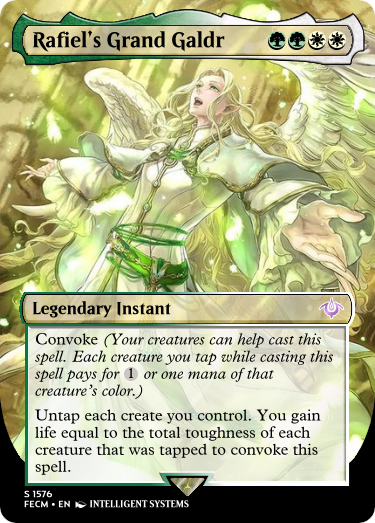 Rafiel's Grand Galdr
Legendary Instant
Convoke (Your creatures can help cast this
spell. Each creature you tap while casting this
spell pays for 1 or one mana of that
creature's color.)
Untap each create you control. You gain
life equal to the total toughness of each
creature that was tapped to convoke this
spell.
S 1576
FECM • EN INTELLIGENT SYSTEMS